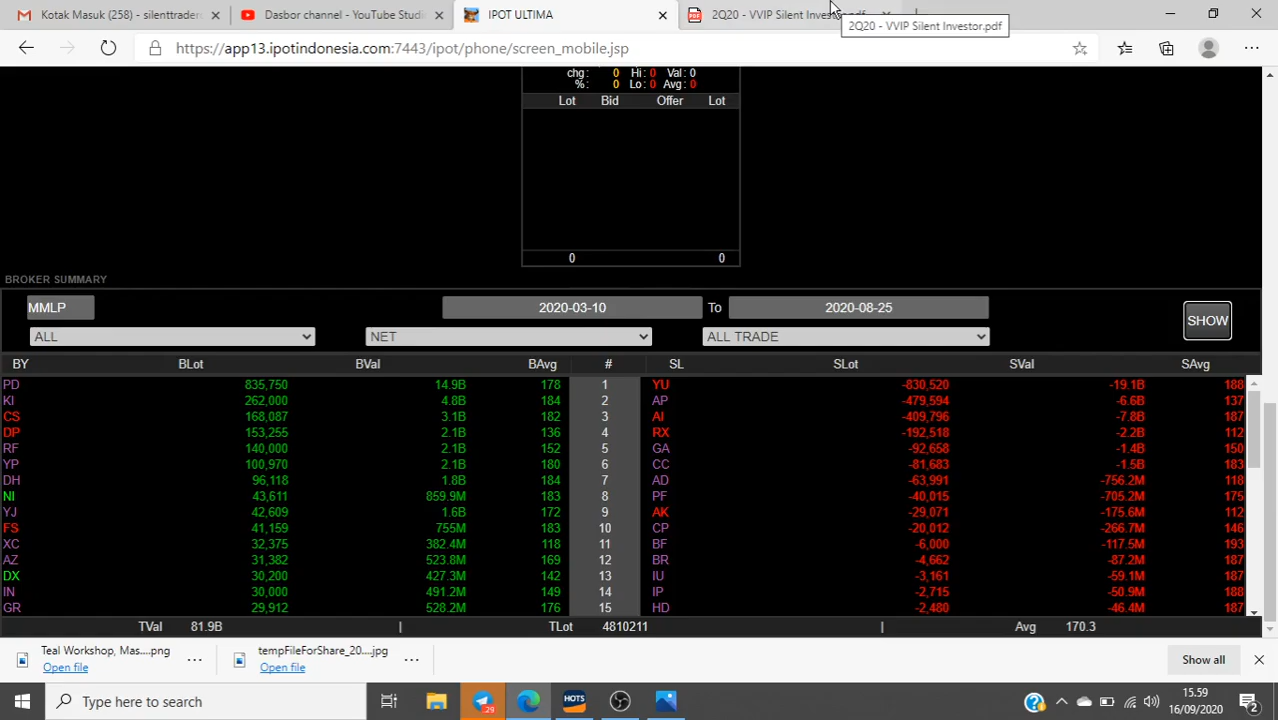 Kotak Masuk (258) - silenttrader
Dasbor channel - YouTube Studi
IPOT ULTIMA
2Q20 - VVIP Silent Investor.pdf
2Q20 - VVIP Silent Investor.pdf
https://app13.ipotindonesia.com:7443/ipot/phone/screen_mobile.jsp
chg: 0 Hi: 0 Val: 0
%: 0 Lo: 0 Avg: 0
Lot Bid Offer Lot
0 0
BROKER SUMMARY
MMLP 2020-03-10 To 2020-08-25 SHOW
ALL NET ALL TRADE
BY BLot BVal BAvg # SL SLot SVal SAvg
PD 835,750 14.9B 178 1 YU -830,520 -19.1B 188
KI 262,000 4.8B 184 2 AP -479,594 -6.6B 137
CS 168,087 3.1B 182 3 AI -409,796 -7.8B 187
DP 153,255 2.1B 136 4 RX -192,518 -2.2B 112
RF 140,000 2.1B 152 5 GA -92,658 -1.4B 150
YP 100,970 2.1B 180 6 CC -81,683 -1.5B 183
DH 96,118 1.8B 184 7 AD -63,991 -756.2M 118
NI 43,611 859.9M 183 8 PF -40,015 -705.2M 175
YJ 42,609 1.6B 172 9 AK -29,071 -175.6M 112
FS 41,159 755M 183 10 CP -20,012 -266.7M 146
XC 32,375 382.4M 118 11 BF -6,000 -117.5M 193
AZ 31,382 523.8M 169 12 BR -4,662 -87.2M 187
DX 30,200 427.3M 142 13 IU -3,161 -59.1M 187
IN 30,000 491.2M 149 14 IP -2,715 -50.9M 188
GR 29,912 528.2M 176 15 HD -2,480 -46.4M 187
TVal 81.9B | TLot 4810211 | Avg 170.3
Teal Workshop, Mas....png
Open file
tempFileForShare_20....jpg
Open file
Show all
Type here to search
29
HOTS
15.59
16/09/2020
2